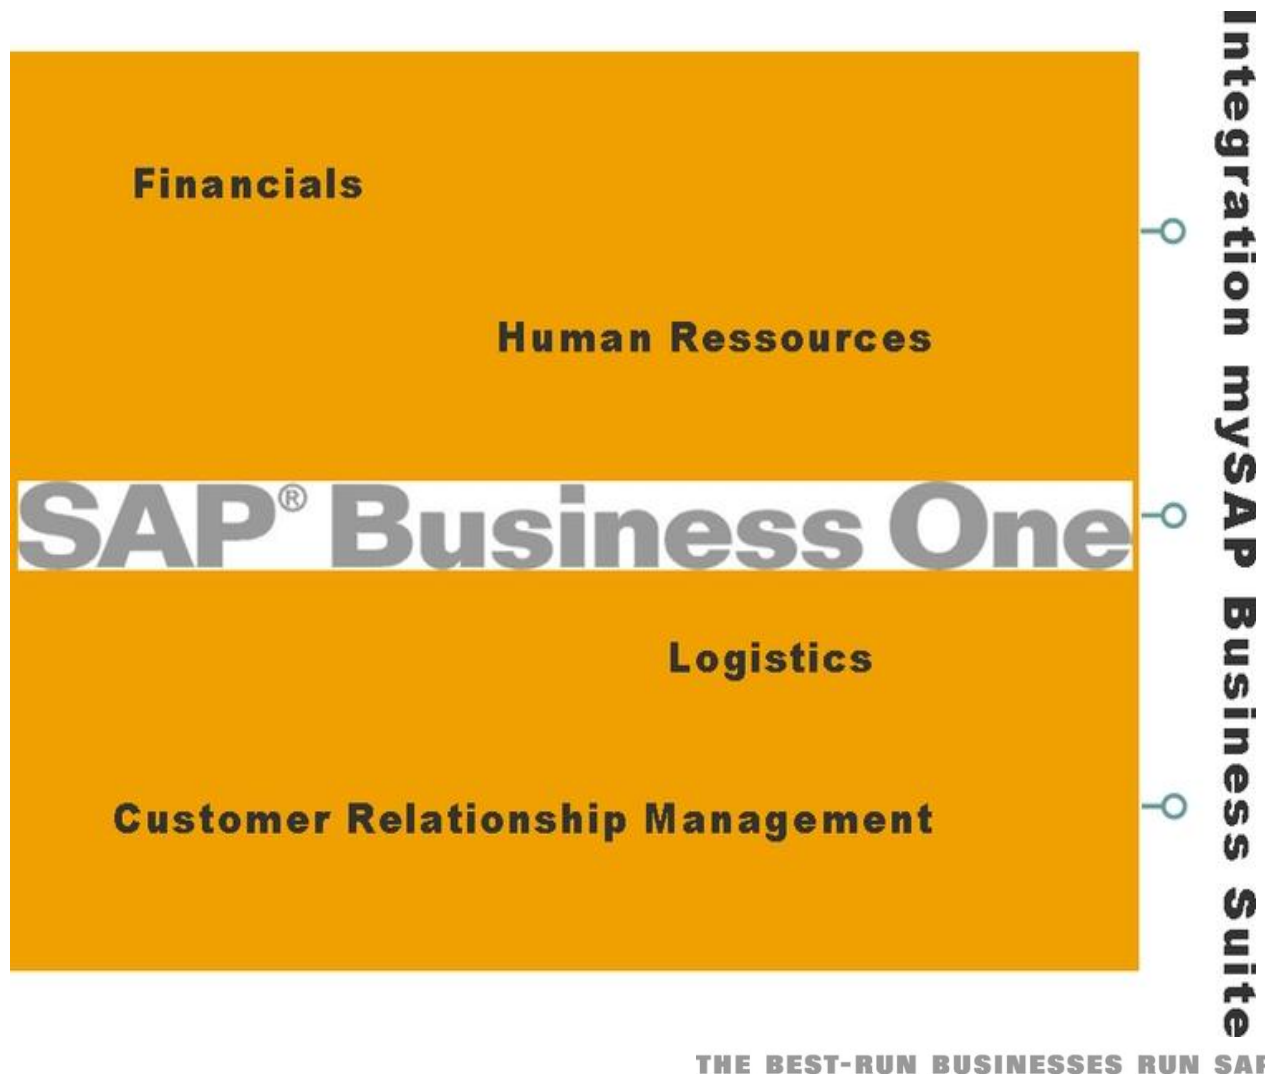 Financials
Human Ressources
SAP® Business One
Logistics
Customer Relationship Management
Integration mySAP Business Suite
THE BEST-RUN BUSINESSES RUN SAP